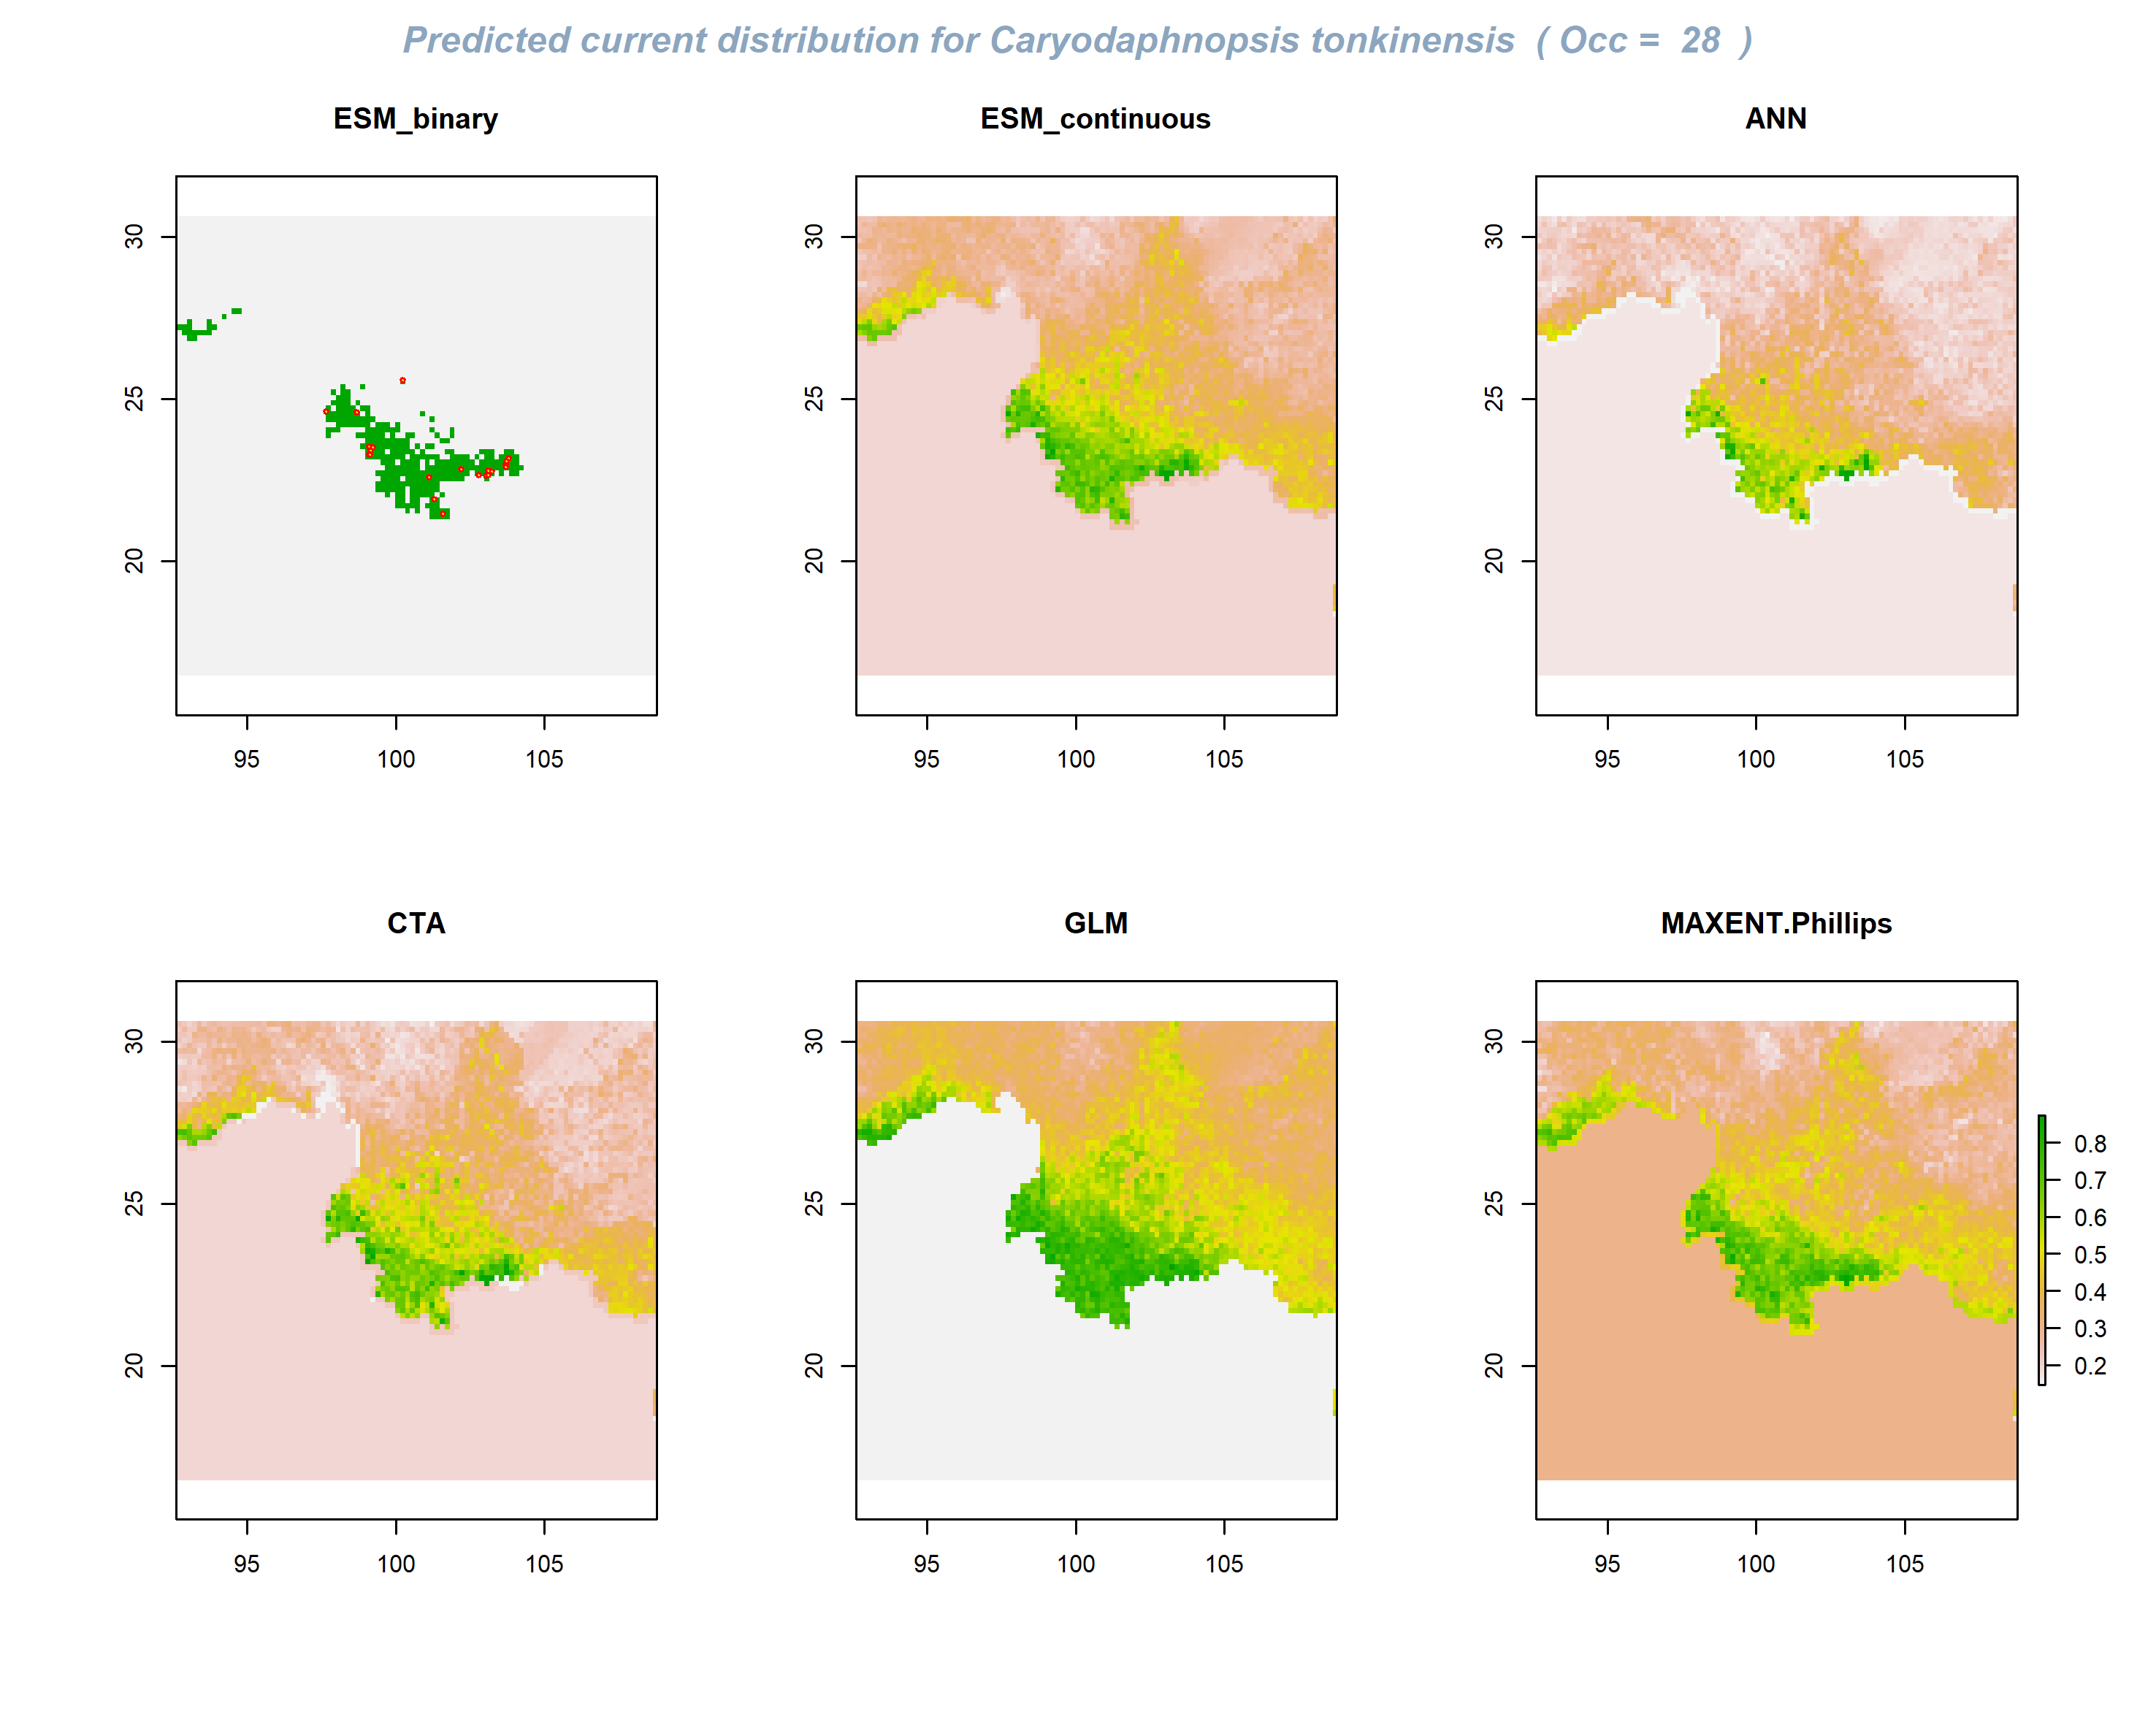 Predicted current distribution for Caryodaphnopsis tonkinensis ( Occ = 28 )
ESM_binary
30
25
20
95 100 105
ESM_continuous
30
25
20
95 100 105
ANN
30
25
20
95 100 105
CTA
30
25
20
95 100 105
GLM
30
25
20
95 100 105
MAXENT.Phillips
30
25
20
95 100 105
0.8
0.7
0.6
0.5
0.4
0.3
0.2